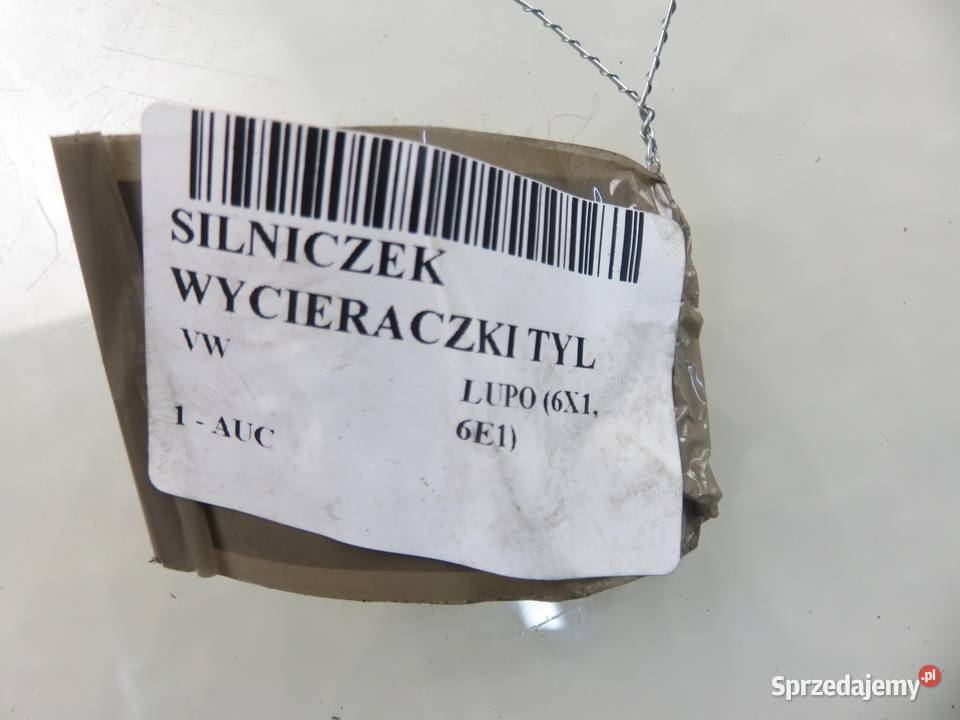 SILNICZEK
WYCIERACZKI TYL
VW
LUPO (6X1,
6E1)
1 - AUC
Sprzedajemy.pl